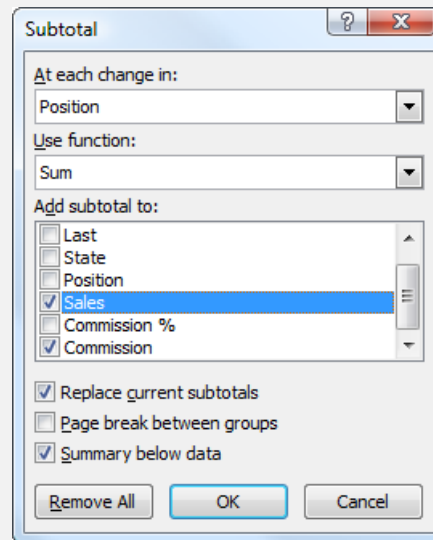 Subtotal
At each change in:
Position
Use function:
Sum
Add subtotal to:
Last
State
Position
Sales
Commission %
Commission
Replace current subtotals
Page break between groups
Summary below data
Remove All OK Cancel